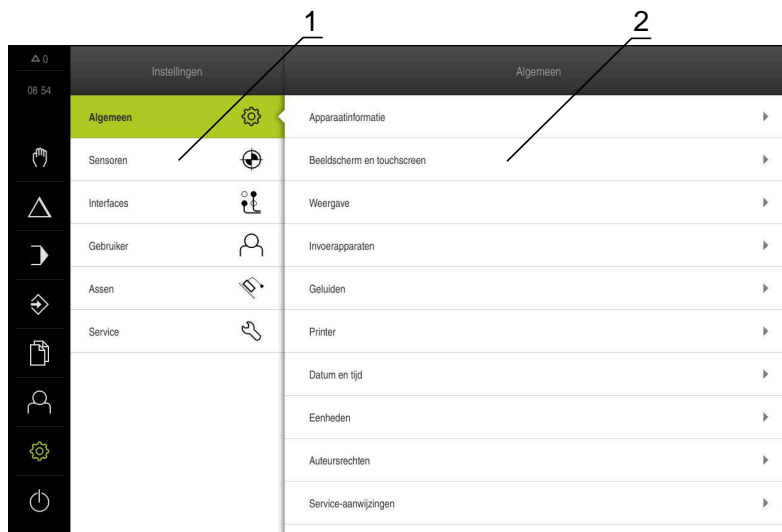 1 2
△ 0
Instellingen
Algemeen
08 54
Algemeen
Apparaatinformatie
Sensoren
Beeldscherm en touchscreen
Interfaces
Weergave
Gebruiker
Invoerapparaten
Assen
Geluiden
Service
Printer
Datum en tijd
Eenheden
Auteursrechten
Service-aanwijzingen